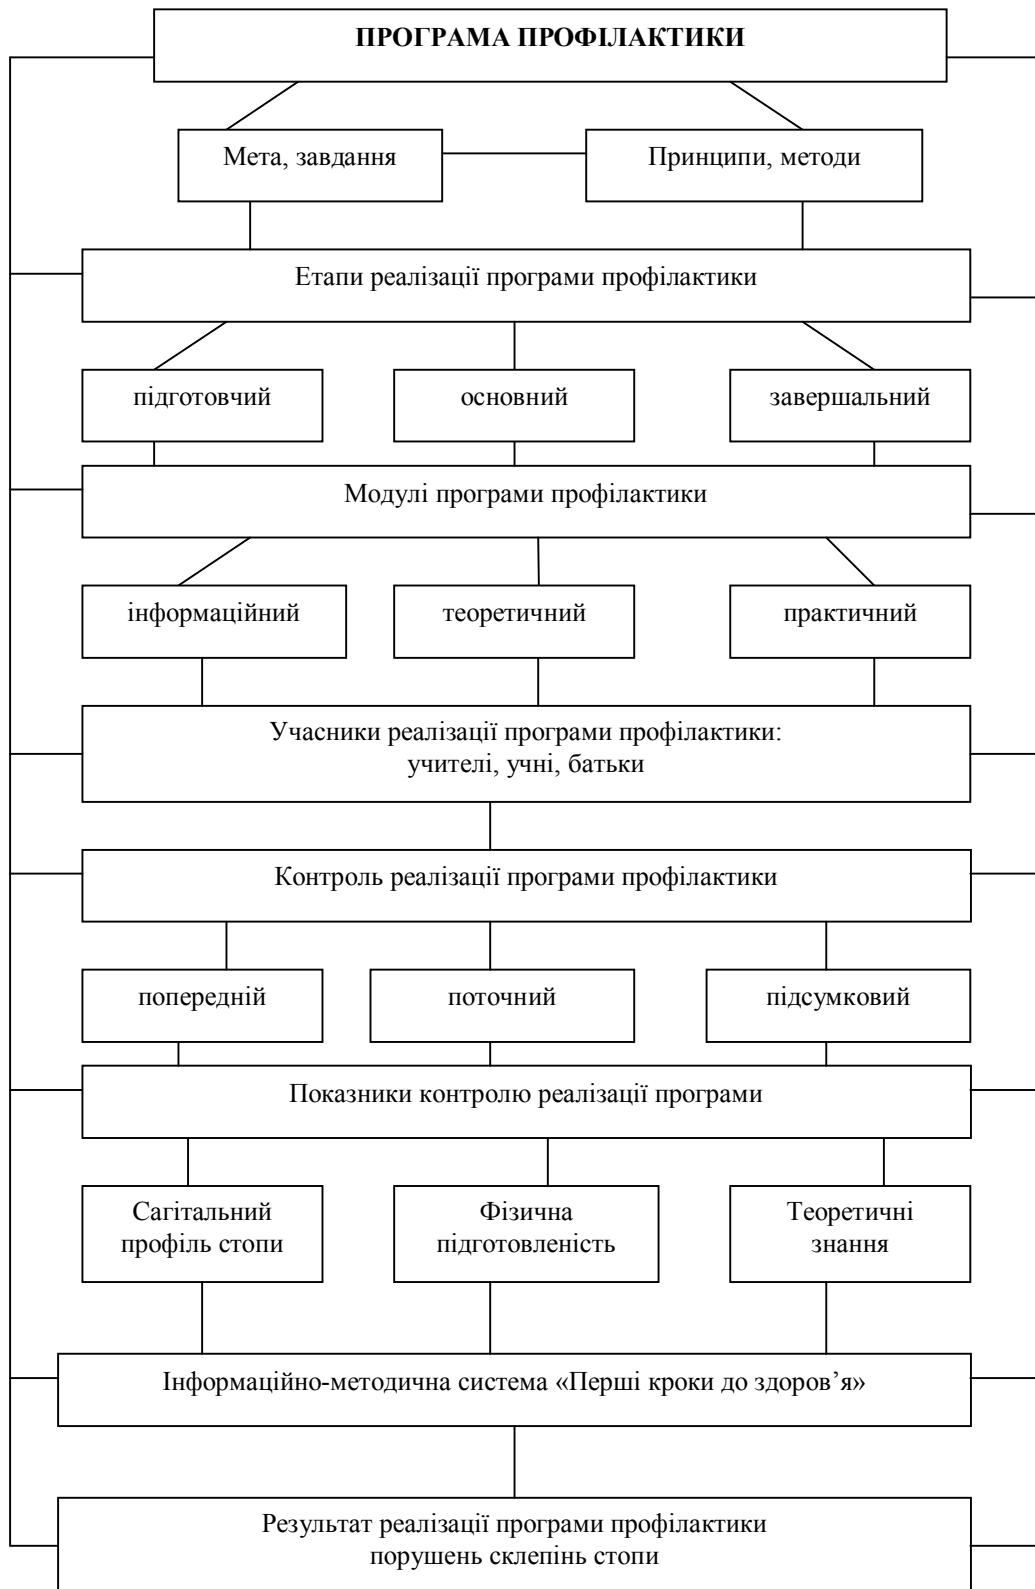 ПРОГРАМА ПРОФІЛАКТИКИ
Мета, завдання
Принципи, методи
Етапи реалізації програми профілактики
підготовчий
основний
завершальний
Модулі програми профілактики
інформаційний
теоретичний
практичний
Учасники реалізації програми профілактики:
учителі, учні, батьки
Контроль реалізації програми профілактики
попередній
поточний
підсумковий
Показники контролю реалізації програми
Сагітальний
профіль стопи
Фізична
підготовленість
Теоретичні
знання
Інформаційно-методична система «Перші кроки до здоров’я»
Результат реалізації програми профілактики
порушень склепінь стопи